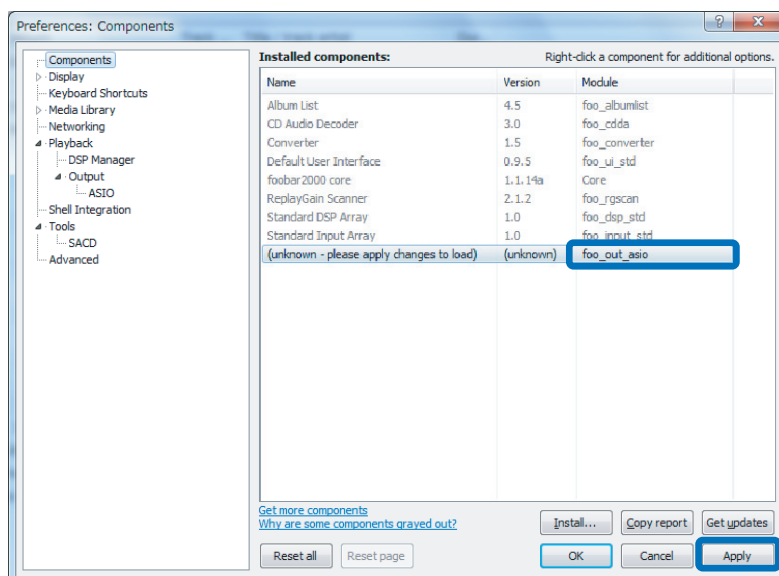 Preferences: Components
Components
Display
Keyboard Shortcuts
Media Library
Networking
Playback
DSP Manager
Output
ASIO
Shell Integration
Tools
SACD
Advanced
Installed components: Right-click a component for additional options.
Name Version Module
Album List 4.5 foo_albumlist
CD Audio Decoder 3.0 foo_cdda
Converter 1.5 foo_converter
Default User Interface 0.9.5 foo_ui_std
foobar2000 core 1.1.14a Core
ReplayGain Scanner 2.1.2 foo_rgscan
Standard DSP Array 1.0 foo_dsp_std
Standard Input Array 1.0 foo_input_std
(unknown - please apply changes to load) (unknown) foo_out_asio
Get more components
Why are some components grayed out?
Install... Copy report Get updates
Reset all Reset page OK Cancel Apply